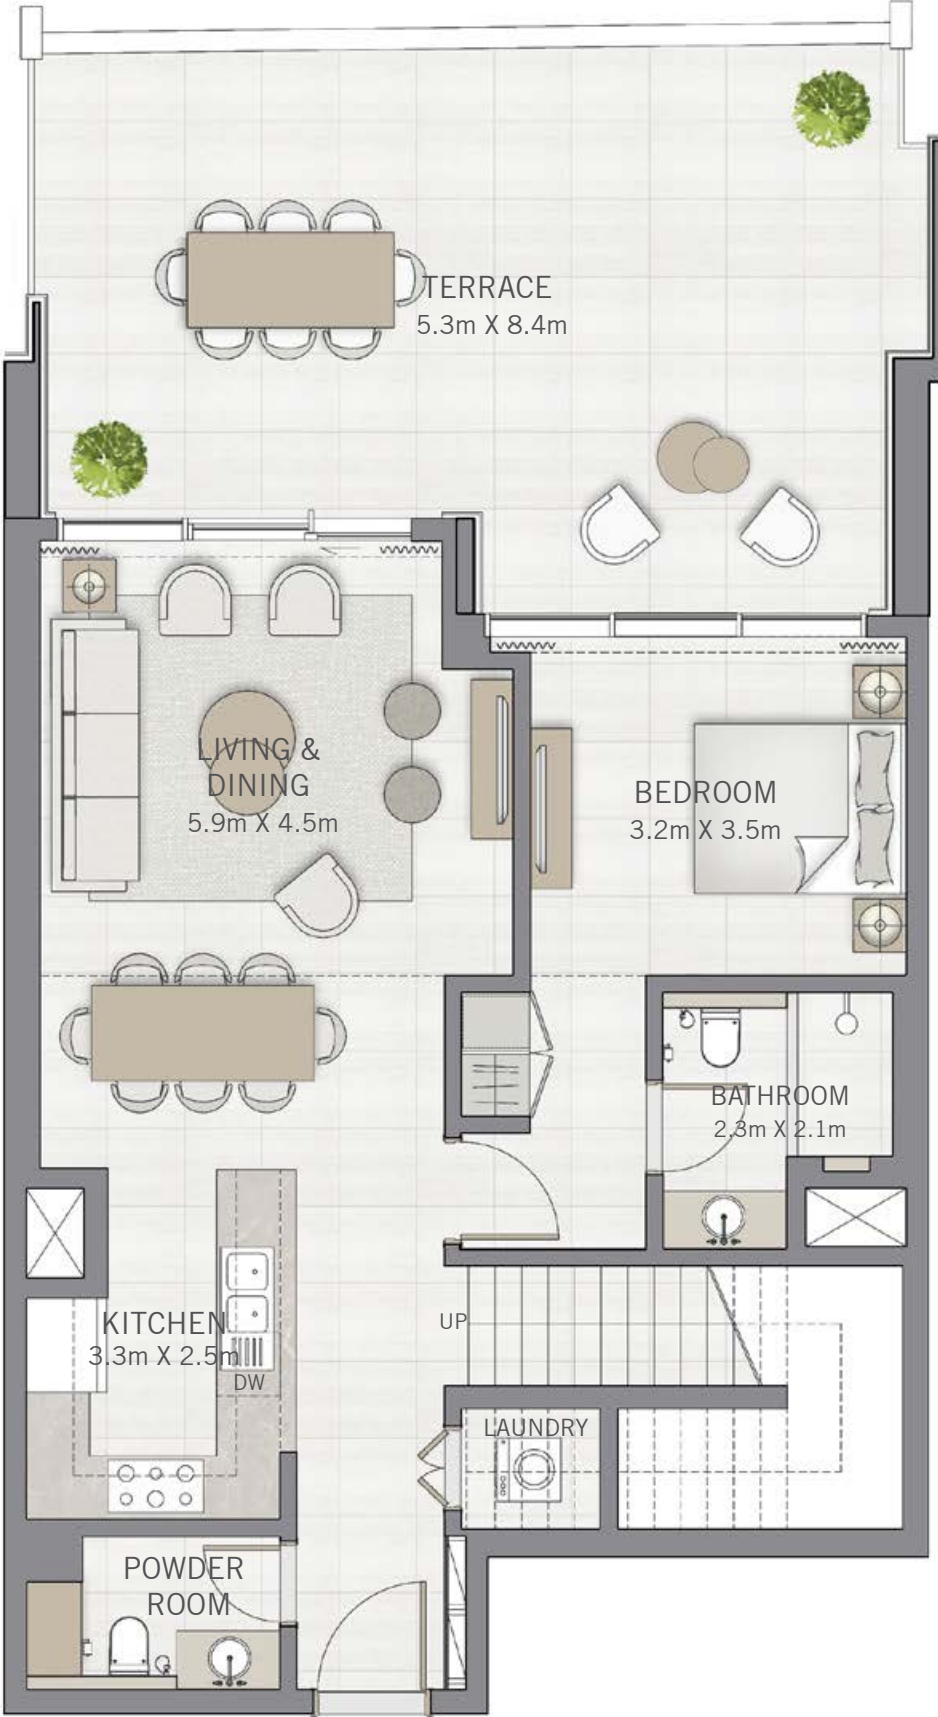 TERRACE
5.3m X 8.4m
LIVING &
DINING
5.9m X 4.5m
BEDROOM
3.2m X 3.5m
BATHROOM
2.3m X 2.1m
KITCHEN
3.3m X 2.5m
DW
UP
LAUNDRY
POWDER
ROOM